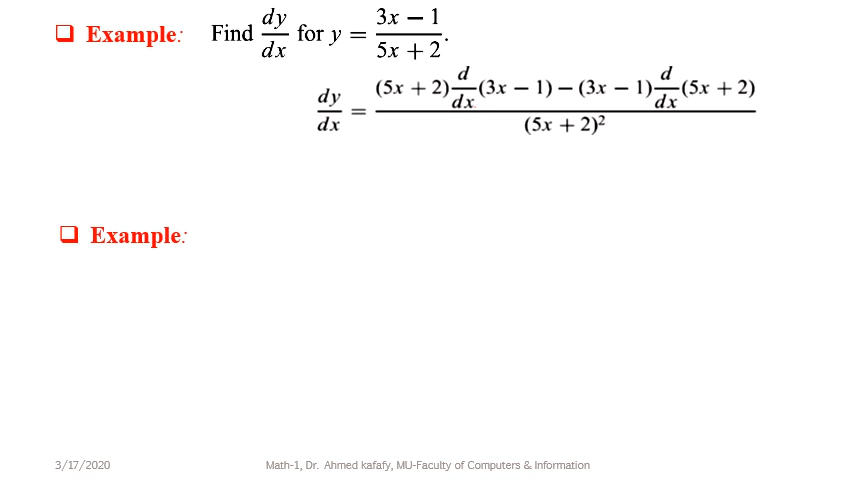 ❑ Example: Find dy/dx for y = (3x − 1)/(5x + 2).
dy/dx = ((5x + 2) d/dx (3x − 1) − (3x − 1) d/dx (5x + 2))/(5x + 2)²
❑ Example:
3/17/2020 Math-1, Dr. Ahmed kafafy, MU-Faculty of Computers & Information